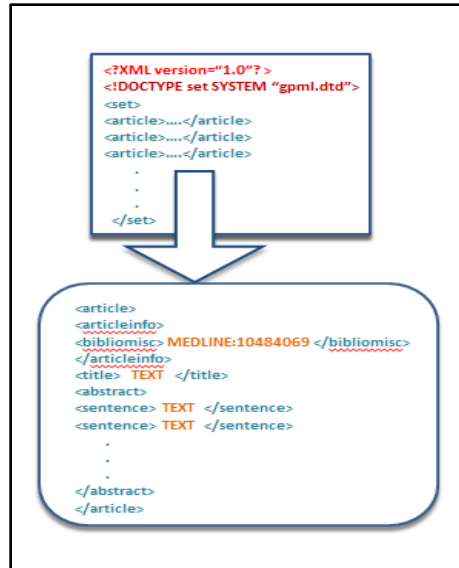 <?XML version=“1.0”? >
<!DOCTYPE set SYSTEM “gpml.dtd”>
<set>
<article>....</article>
<article>....</article>
<article>....</article>
.
.
.
</set>
<article>
<articleinfo>
<bibliomisc> MEDLINE:10484069 </bibliomisc>
</articleinfo>
<title> TEXT </title>
<abstract>
<sentence> TEXT </sentence>
<sentence> TEXT </sentence>
.
.
.
</abstract>
</article>